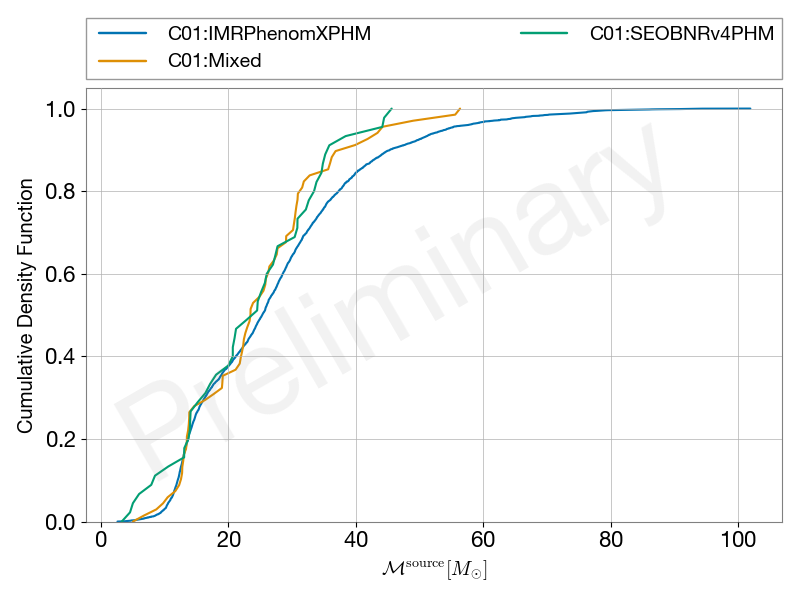 C01:IMRPhenomXPHM
C01:Mixed
C01:SEOBNRv4PHM
Preliminary
Cumulative Density Function
1.0
0.8
0.6
0.4
0.2
0.0
0 20 40 60 80 100
ℳ^source [M_⊙]